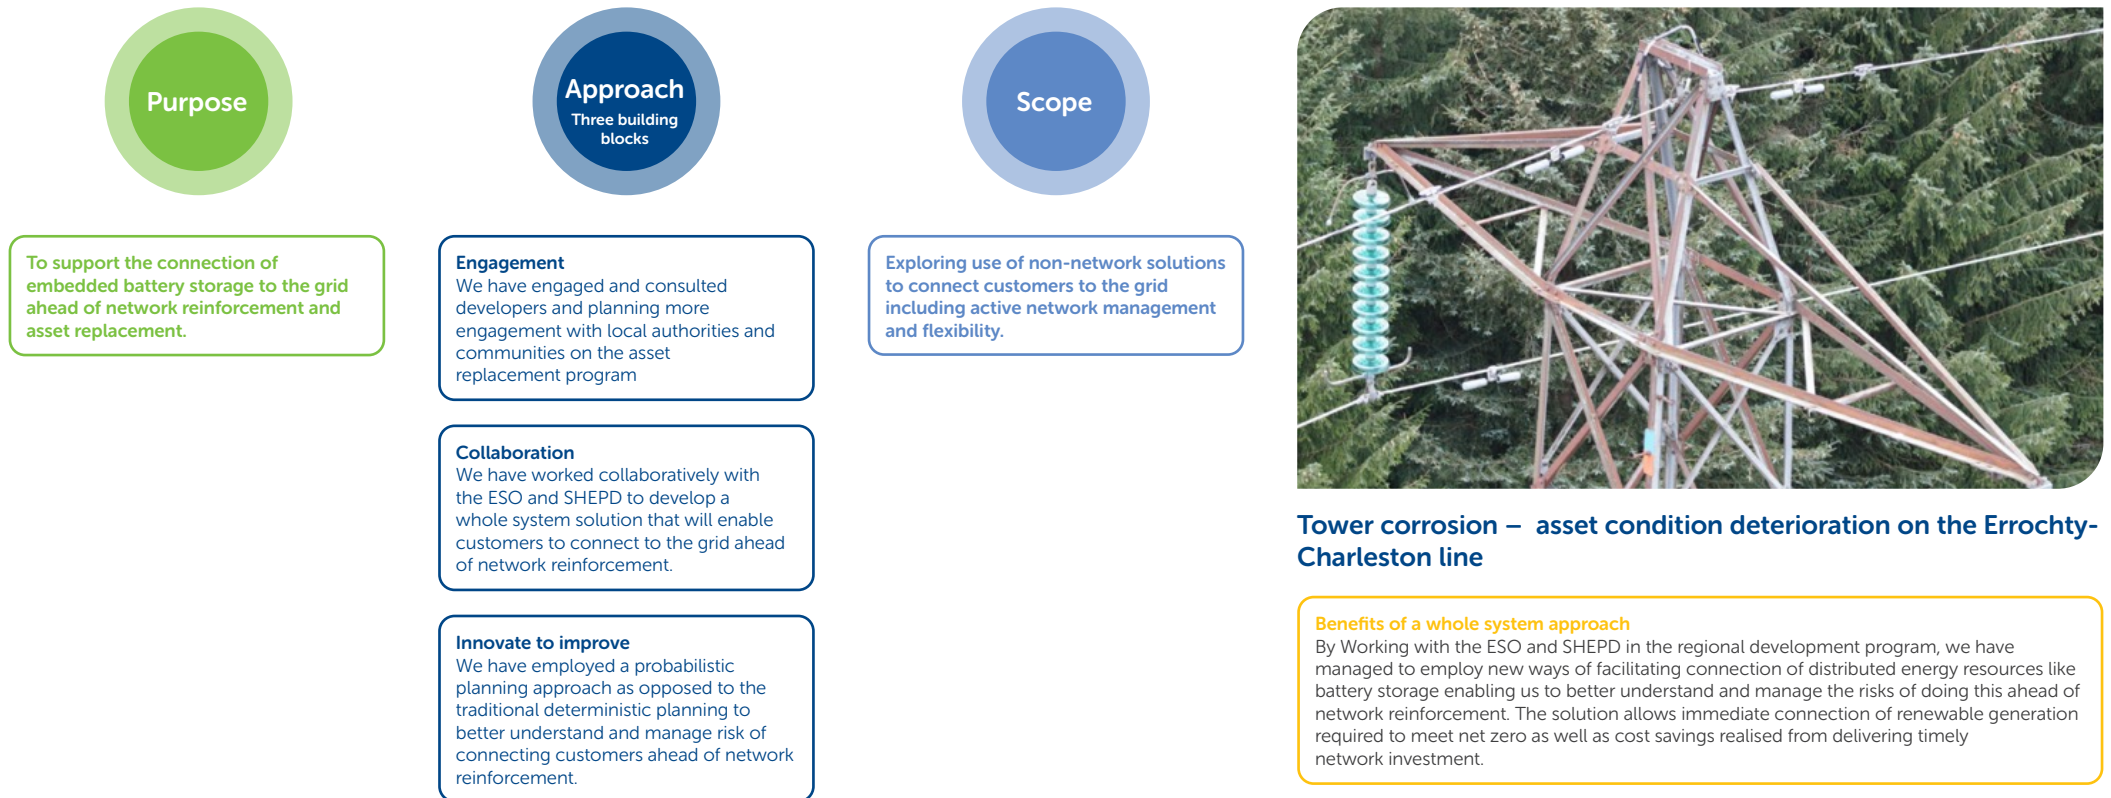 Purpose
To support the connection of
embedded battery storage to the grid
ahead of network reinforcement and
asset replacement.
Approach
Three building
blocks
Engagement
We have engaged and consulted
developers and planning more
engagement with local authorities and
communities on the asset
replacement program
Collaboration
We have worked collaboratively with
the ESO and SHEPD to develop a
whole system solution that will enable
customers to connect to the grid ahead
of network reinforcement.
Innovate to improve
We have employed a probabilistic
planning approach as opposed to the
traditional deterministic planning to
better understand and manage risk of
connecting customers ahead of network
reinforcement.
Scope
Exploring use of non-network solutions
to connect customers to the grid
including active network management
and flexibility.
Tower corrosion – asset condition deterioration on the Errochty-
Charleston line
Benefits of a whole system approach
By Working with the ESO and SHEPD in the regional development program, we have
managed to employ new ways of facilitating connection of distributed energy resources like
battery storage enabling us to better understand and manage the risks of doing this ahead of
network reinforcement. The solution allows immediate connection of renewable generation
required to meet net zero as well as cost savings realised from delivering timely
network investment.